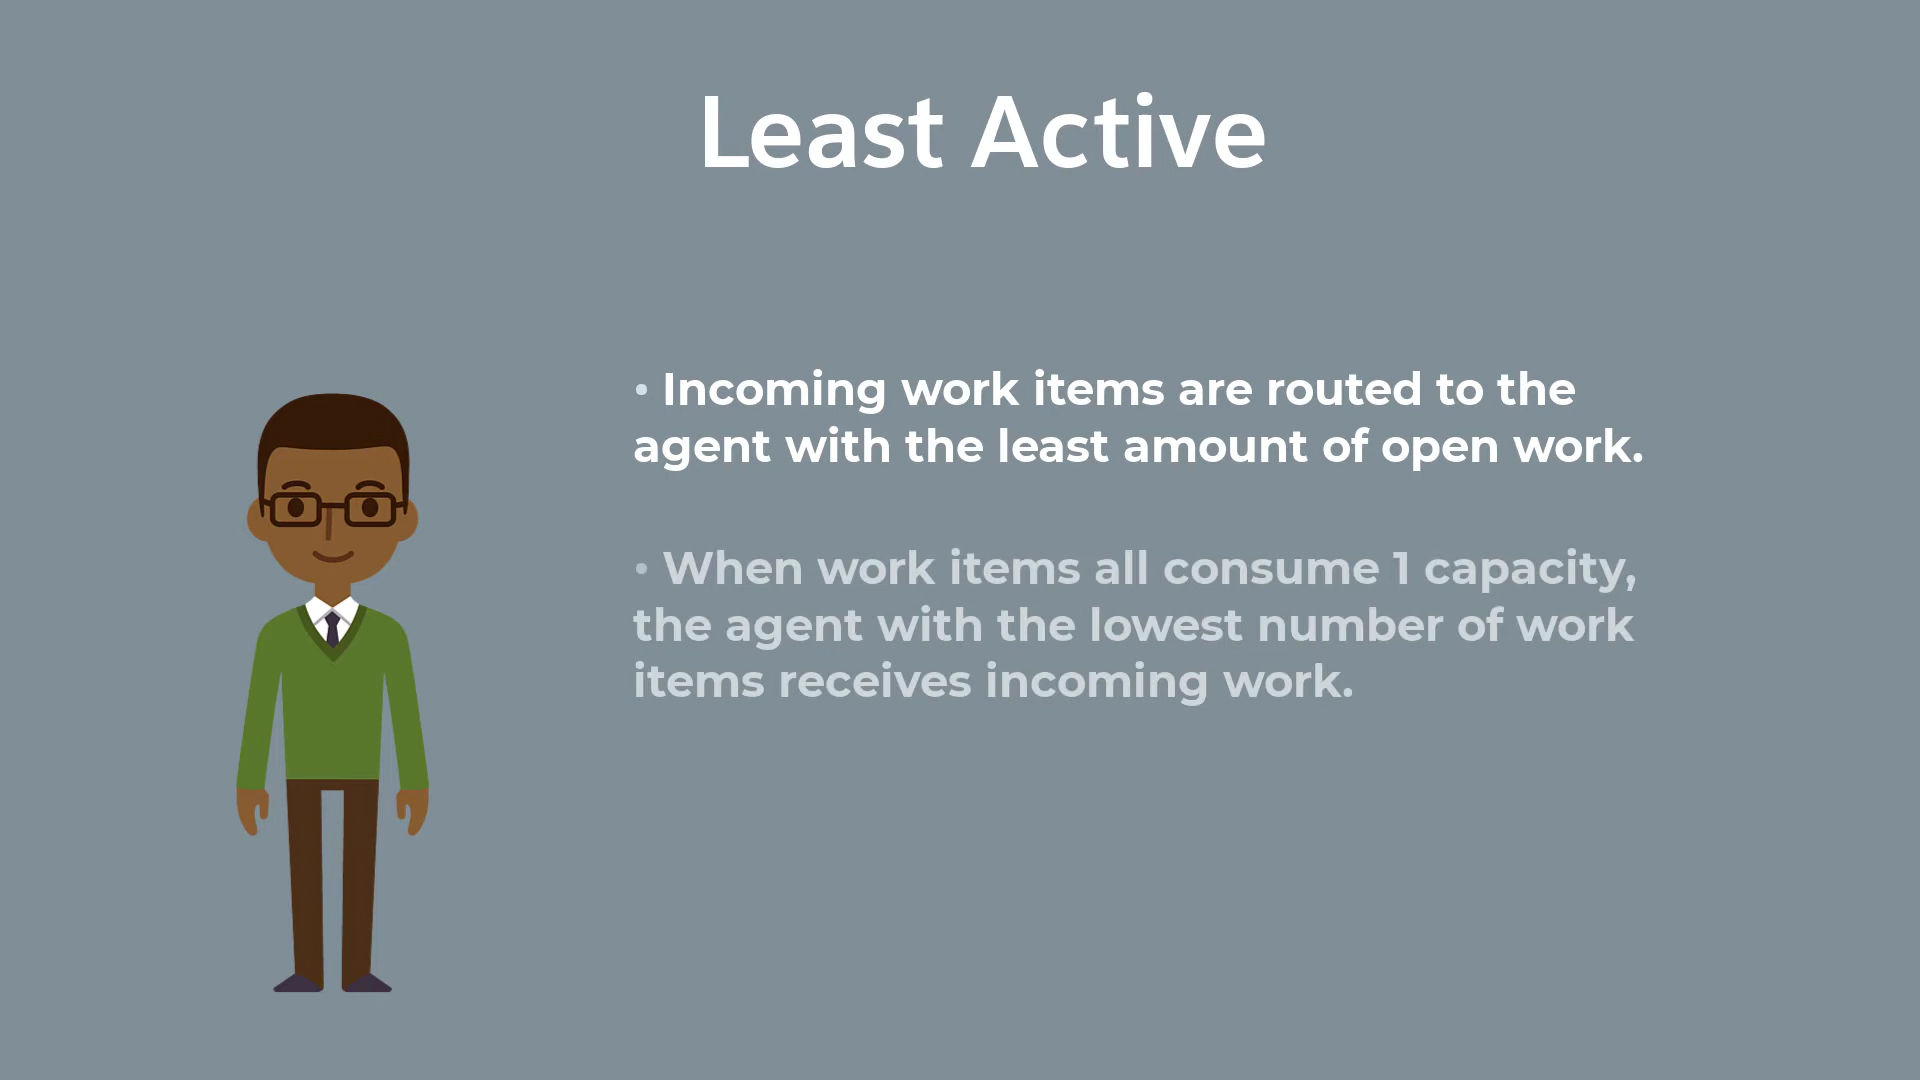 Least Active
• Incoming work items are routed to the
agent with the least amount of open work.
• When work items all consume 1 capacity,
the agent with the lowest number of work
items receives incoming work.